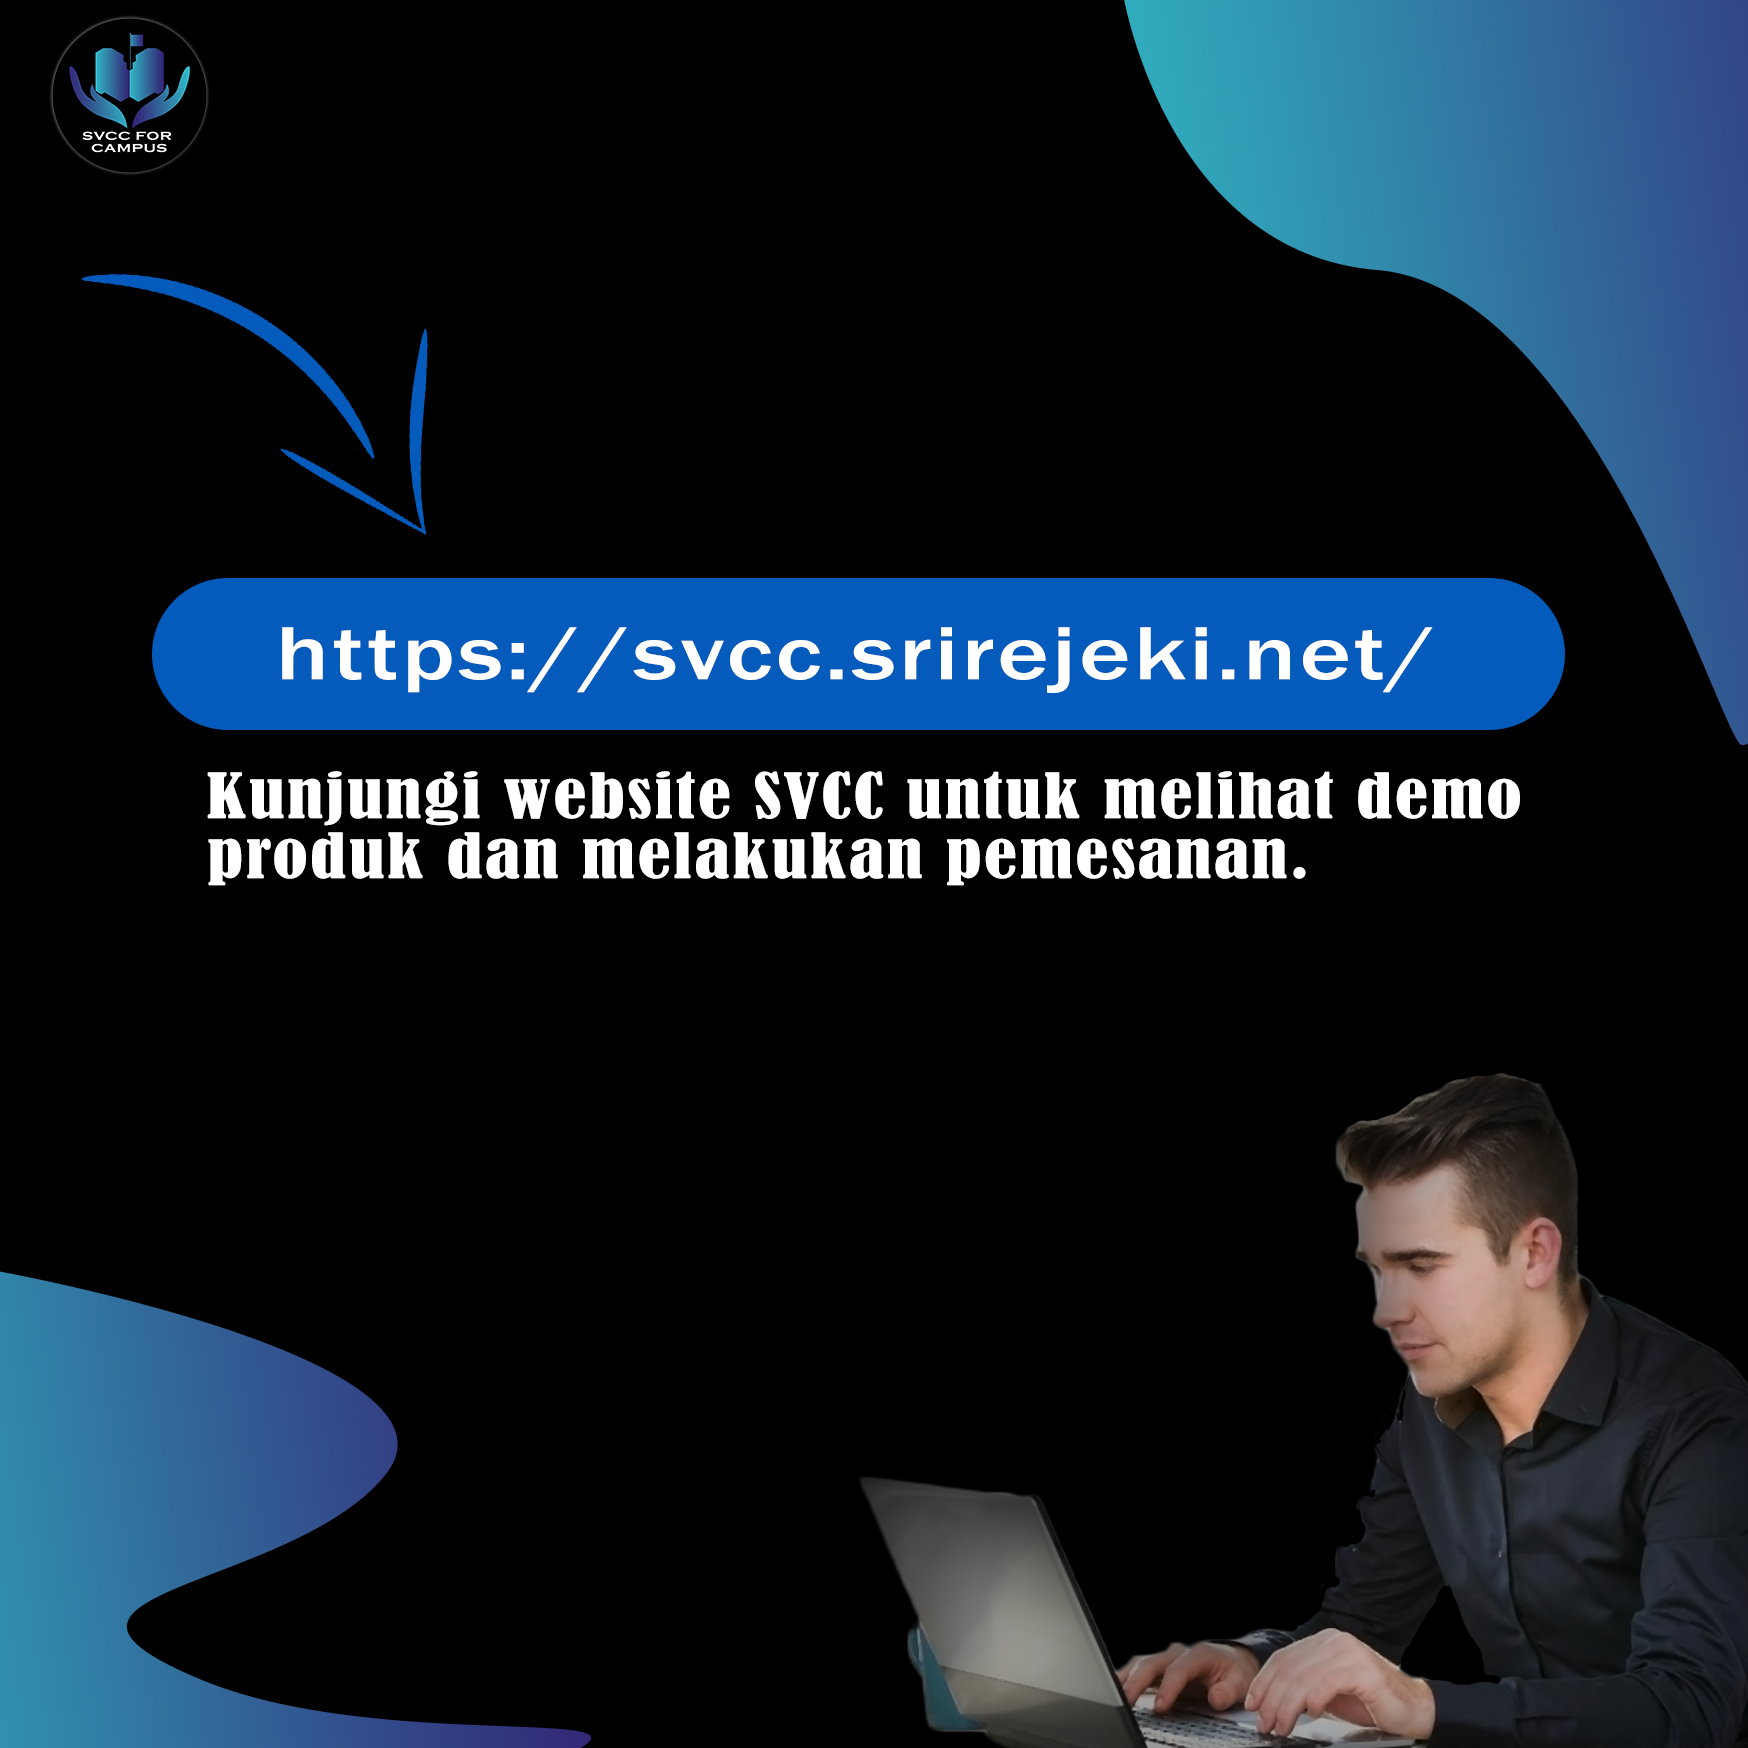 SVCC FOR
CAMPUS
https://svcc.srirejeki.net/
Kunjungi website SVCC untuk melihat demo
produk dan melakukan pemesanan.